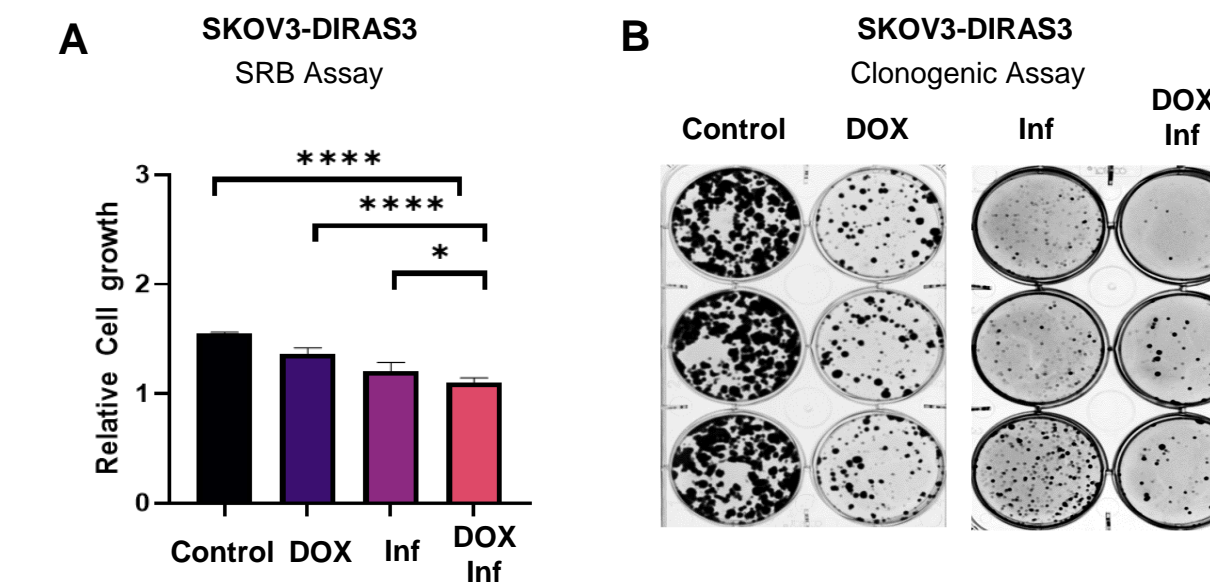 A
SKOV3-DIRAS3
SRB Assay
****
****
*
3
2
1
0
Relative Cell growth
Control DOX Inf DOX
Inf
B
SKOV3-DIRAS3
Clonogenic Assay
Control DOX Inf DOX
Inf